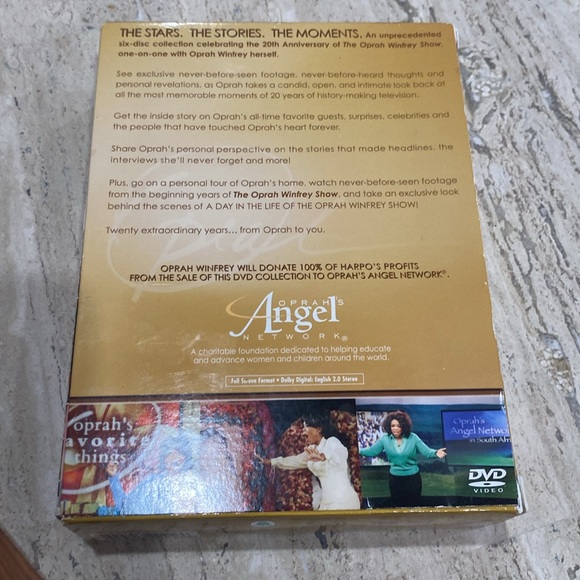 THE STARS. THE STORIES. THE MOMENTS. An unprecedented
six-disc collection celebrating the 20th Anniversary of The Oprah Winfrey Show,
one-on-one with Oprah Winfrey herself.
See exclusive never-before-seen footage, never-before-heard thoughts and
personal revelations, as Oprah takes a candid, open, and intimate look back at
all the most memorable moments of 20 years of history-making television.
Get the inside story on Oprah's all-time favorite guests, surprises, celebrities and
the people that have touched Oprah's heart forever.
Share Oprah's personal perspective on the stories that made headlines, the
interviews she'll never forget and more!
Plus, go on a personal tour of Oprah's home, watch never-before-seen footage
from the beginning years of The Oprah Winfrey Show, and take an exclusive look
behind the scenes of A DAY IN THE LIFE OF THE OPRAH WINFREY SHOW!
Twenty extraordinary years... from Oprah to you.
OPRAH WINFREY WILL DONATE 100% OF HARPO'S PROFITS
FROM THE SALE OF THIS DVD COLLECTION TO OPRAH'S ANGEL NETWORK®.
OPRAH'S
Angel
NETWORK®
A charitable foundation dedicated to helping educate
and advance women and children around the world.
Full Screen Format • Dolby Digital: English 2.0 Stereo
oprah's
favorite
things
Oprah's
Angel Networ
in South Afri
DVD
VIDEO